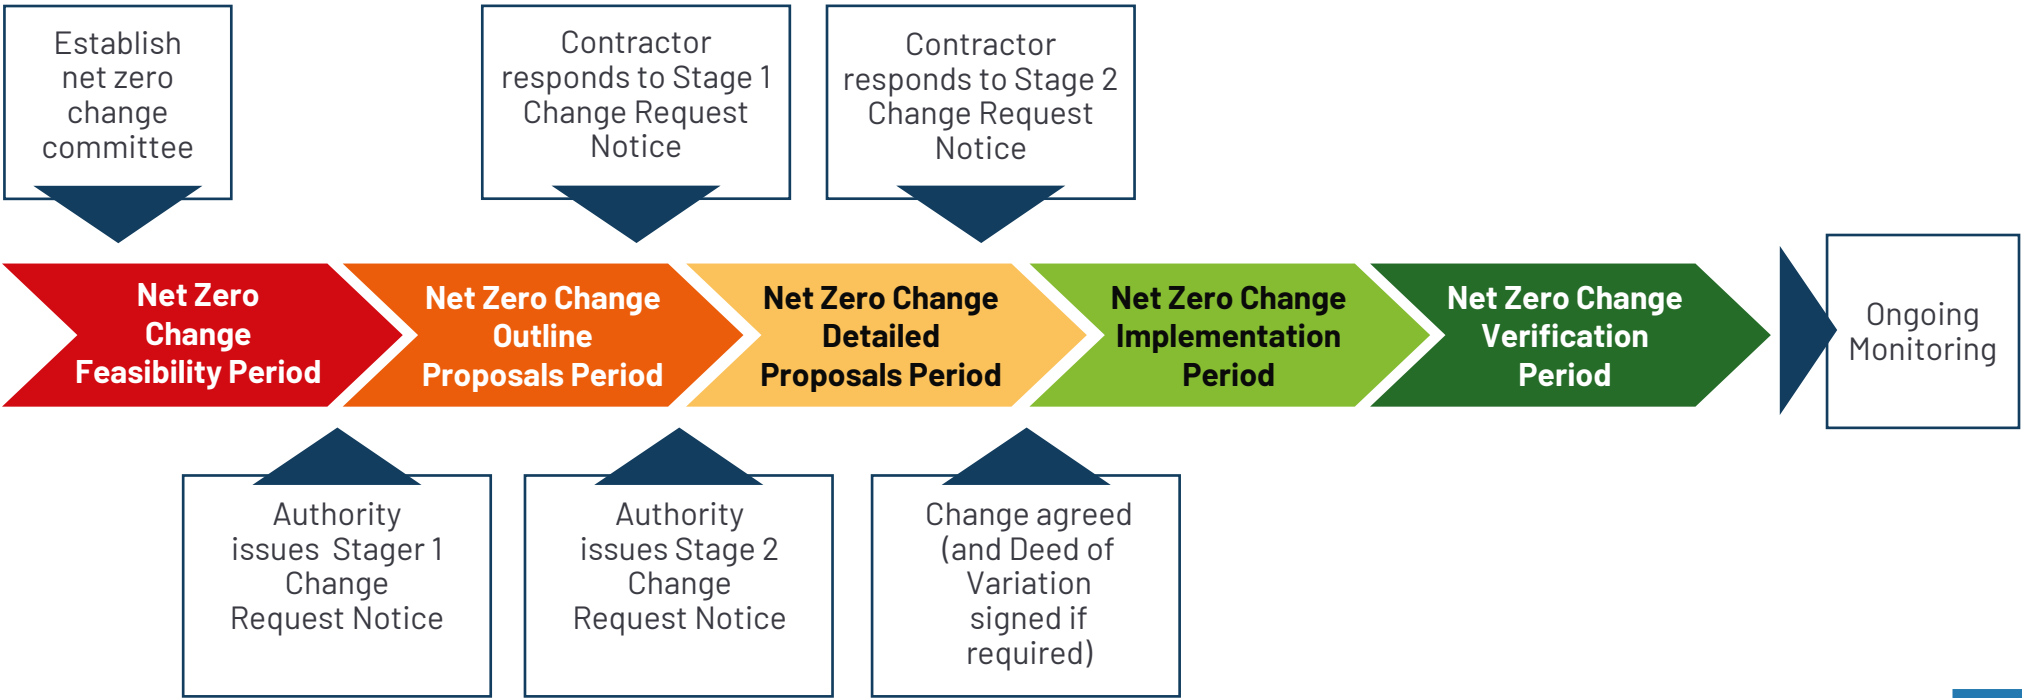 Establish
net zero
change
committee
Contractor
responds to Stage 1
Change Request
Notice
Contractor
responds to Stage 2
Change Request
Notice
Net Zero
Change
Feasibility Period
Net Zero Change
Outline
Proposals Period
Net Zero Change
Detailed
Proposals Period
Net Zero Change
Implementation
Period
Net Zero Change
Verification
Period
Ongoing
Monitoring
Authority
issues  Stager 1
Change
Request Notice
Authority
issues Stage 2
Change
Request Notice
Change agreed
(and Deed of
Variation
signed if
required)